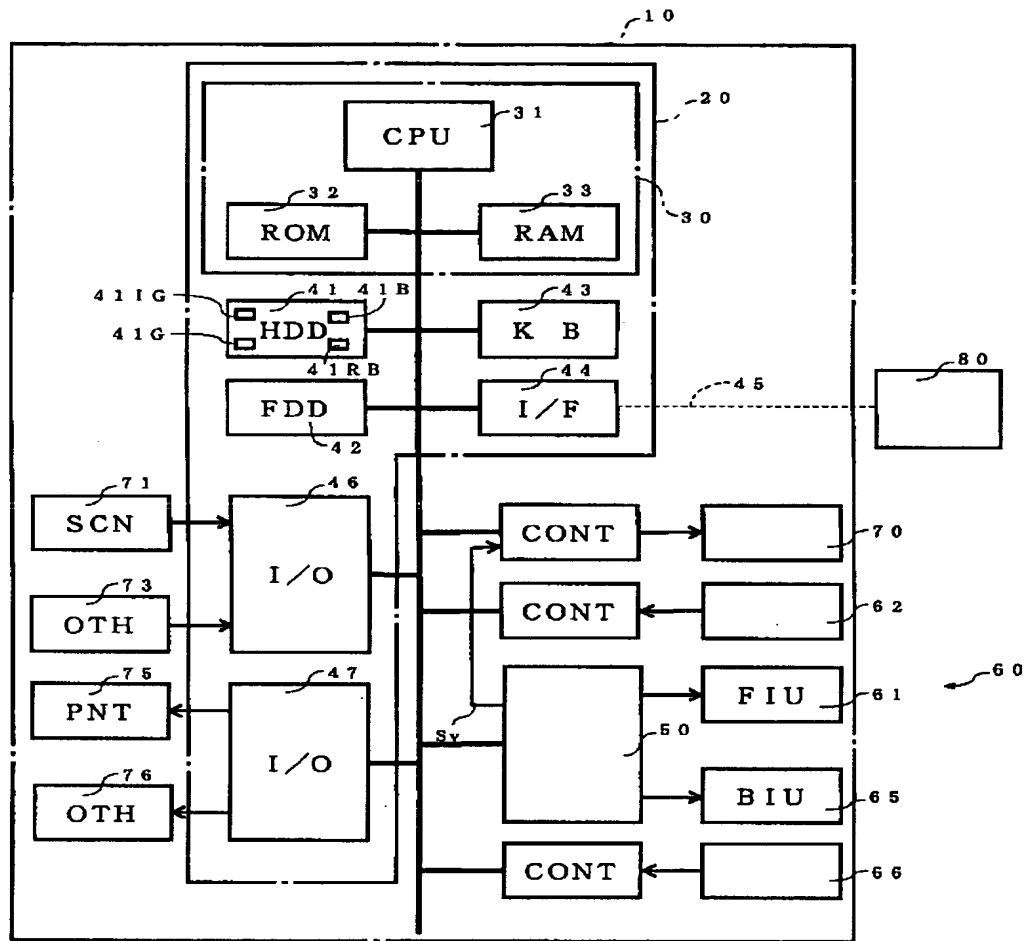 10
31
CPU
20
32
ROM
33
RAM
30
41IG
41
41B
HDD
41G
41RB
43
K B
FDD
42
44
I/F
45
80
71
SCN
46
I/O
CONT
70
73
OTH
CONT
62
75
PNT
47
I/O
Sy
50
FIU
61
60
76
OTH
BIU
65
CONT
66